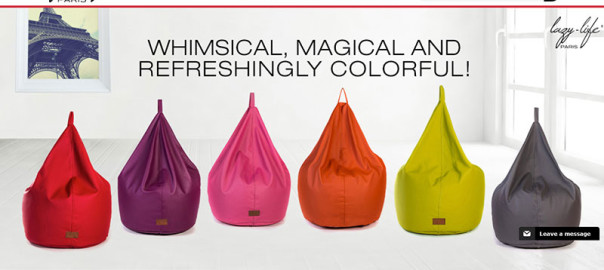 PARIS
WHIMSICAL, MAGICAL AND
REFRESHINGLY COLORFUL!
lazy-life
PARIS
Leave a message